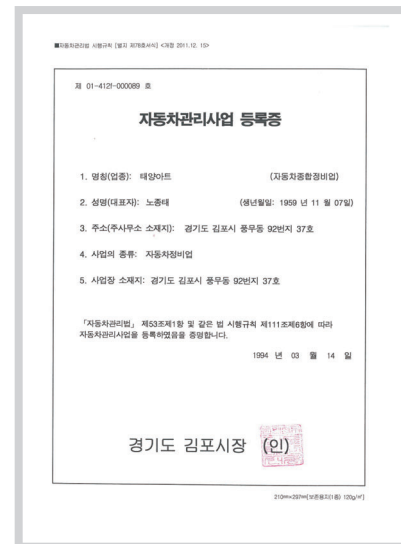 ■자동차관리법 시행규칙 [별지 제78호서식] <개정 2011.12. 15>
제 01-412f-000089 호
자동차관리사업 등록증
1. 명칭(업종): 태양아트 (자동차종합정비업)
2. 성명(대표자): 노종태 (생년월일: 1959 년 11 월 07일)
3. 주소(주사무소 소재지): 경기도 김포시 풍무동 92번지 37호
4. 사업의 종류: 자동차정비업
5. 사업장 소재지: 경기도 김포시 풍무동 92번지 37호
「자동차관리법」 제53조제1항 및 같은 법 시행규칙 제111조제6항에 따라
자동차관리사업을 등록하였음을 증명합니다.
1994 년 03 월 14 일
경기도 김포시장 (인)
210mm×297mm[보존용지(1종) 120g/㎡]